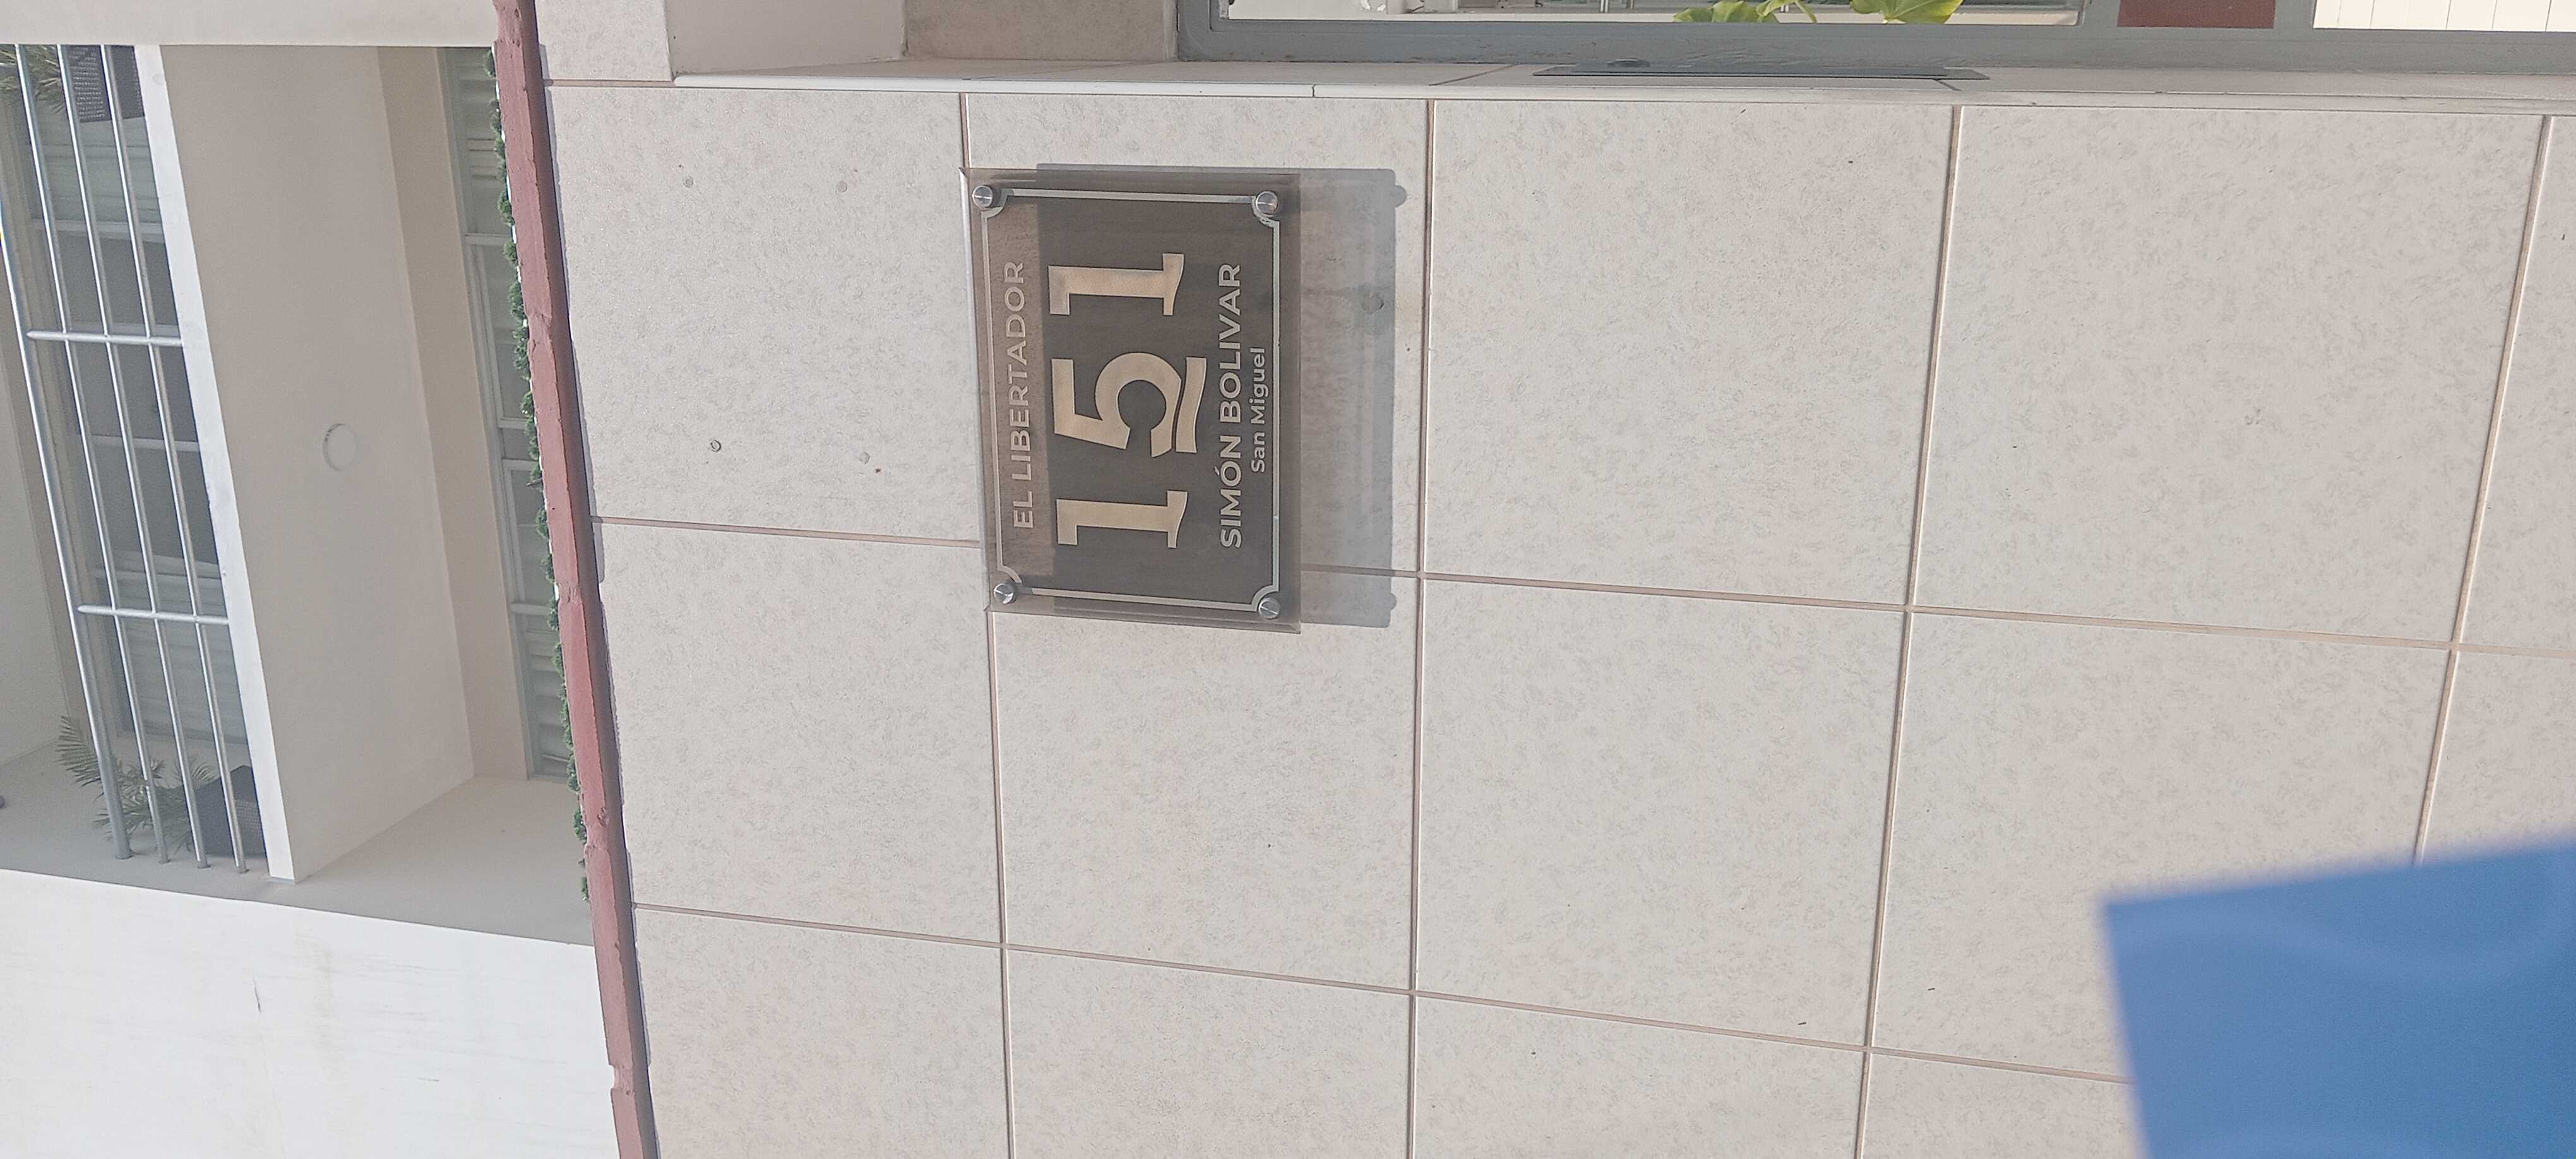 EL LIBERTADOR
151
SIMÓN BOLIVAR
San Miguel